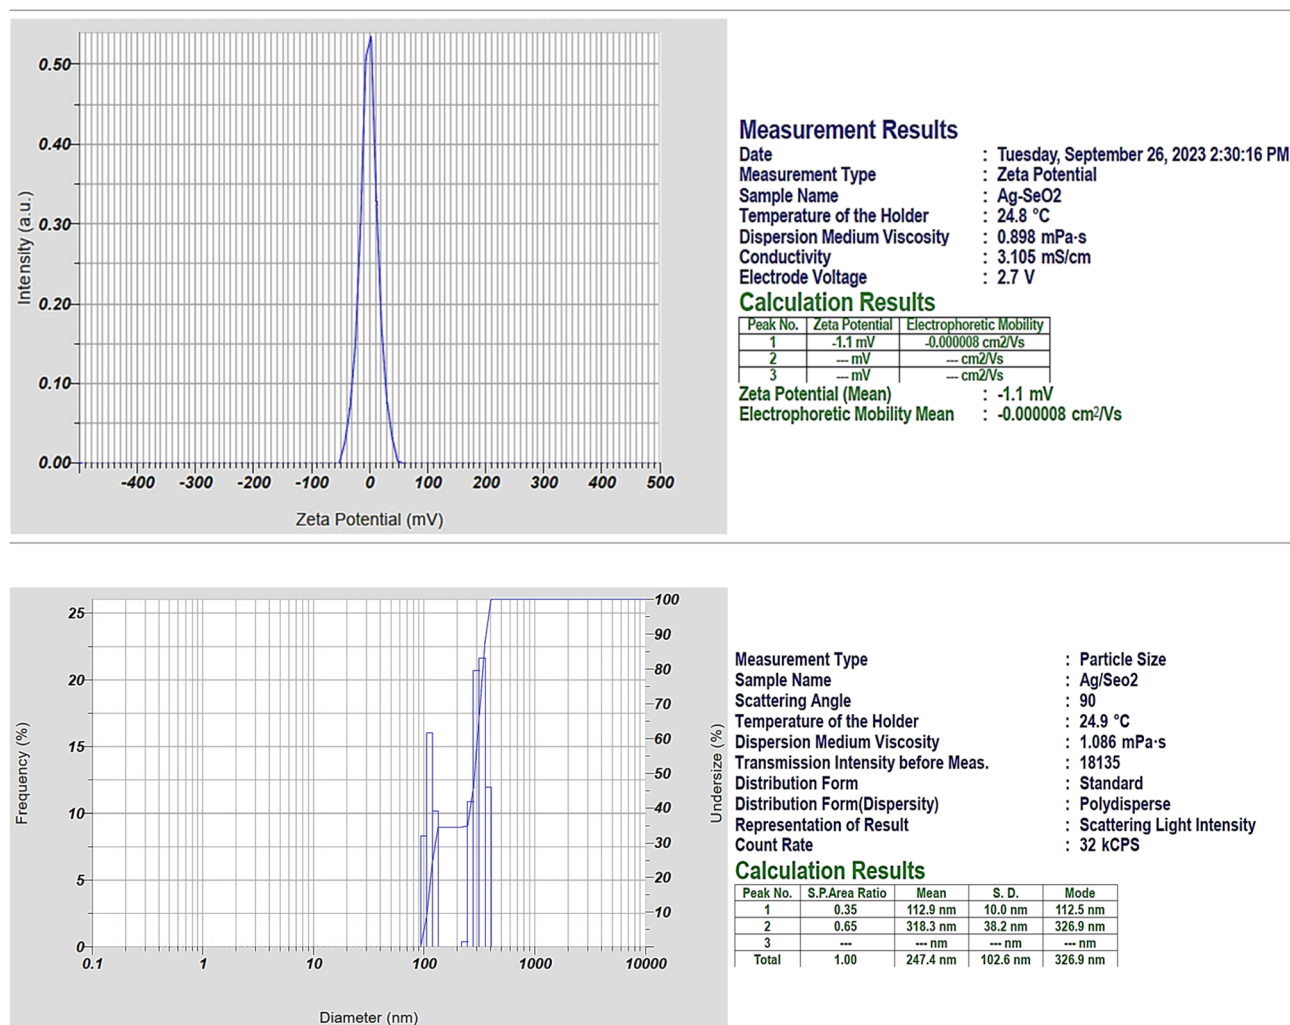 0.50
0.40
0.30
0.20
0.10
0.00
Intensity (a.u.)
-400 -300 -200 -100 0 100 200 300 400 500
Zeta Potential (mV)
Measurement Results
Date : Tuesday, September 26, 2023 2:30:16 PM
Measurement Type : Zeta Potential
Sample Name : Ag-SeO2
Temperature of the Holder : 24.8 °C
Dispersion Medium Viscosity : 0.898 mPa·s
Conductivity : 3.105 mS/cm
Electrode Voltage : 2.7 V
Calculation Results
Peak No. Zeta Potential Electrophoretic Mobility
1 -1.1 mV -0.000008 cm2/Vs
2 --- mV --- cm2/Vs
3 --- mV --- cm2/Vs
Zeta Potential (Mean) : -1.1 mV
Electrophoretic Mobility Mean : -0.000008 cm²/Vs
25
20
15
10
5
0
Frequency (%)
100
90
80
70
60
50
40
30
20
10
Undersize (%)
0.1 1 10 100 1000 10000
Diameter (nm)
Measurement Type : Particle Size
Sample Name : Ag/Seo2
Scattering Angle : 90
Temperature of the Holder : 24.9 °C
Dispersion Medium Viscosity : 1.086 mPa·s
Transmission Intensity before Meas. : 18135
Distribution Form : Standard
Distribution Form(Dispersity) : Polydisperse
Representation of Result : Scattering Light Intensity
Count Rate : 32 kCPS
Calculation Results
Peak No. S.P.Area Ratio Mean S. D. Mode
1 0.35 112.9 nm 10.0 nm 112.5 nm
2 0.65 318.3 nm 38.2 nm 326.9 nm
3 --- --- nm --- nm --- nm
Total 1.00 247.4 nm 102.6 nm 326.9 nm